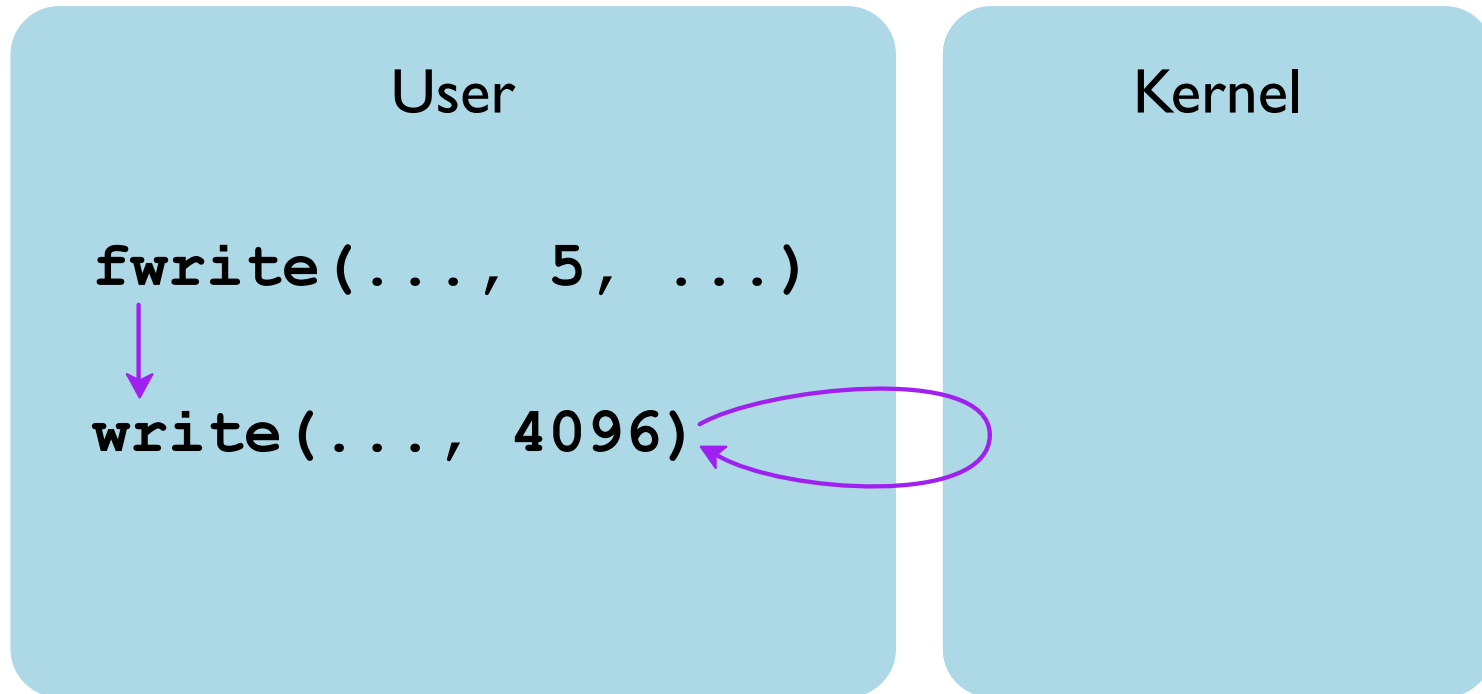 User
Kernel
fwrite(..., 5, ...)
write(..., 4096)